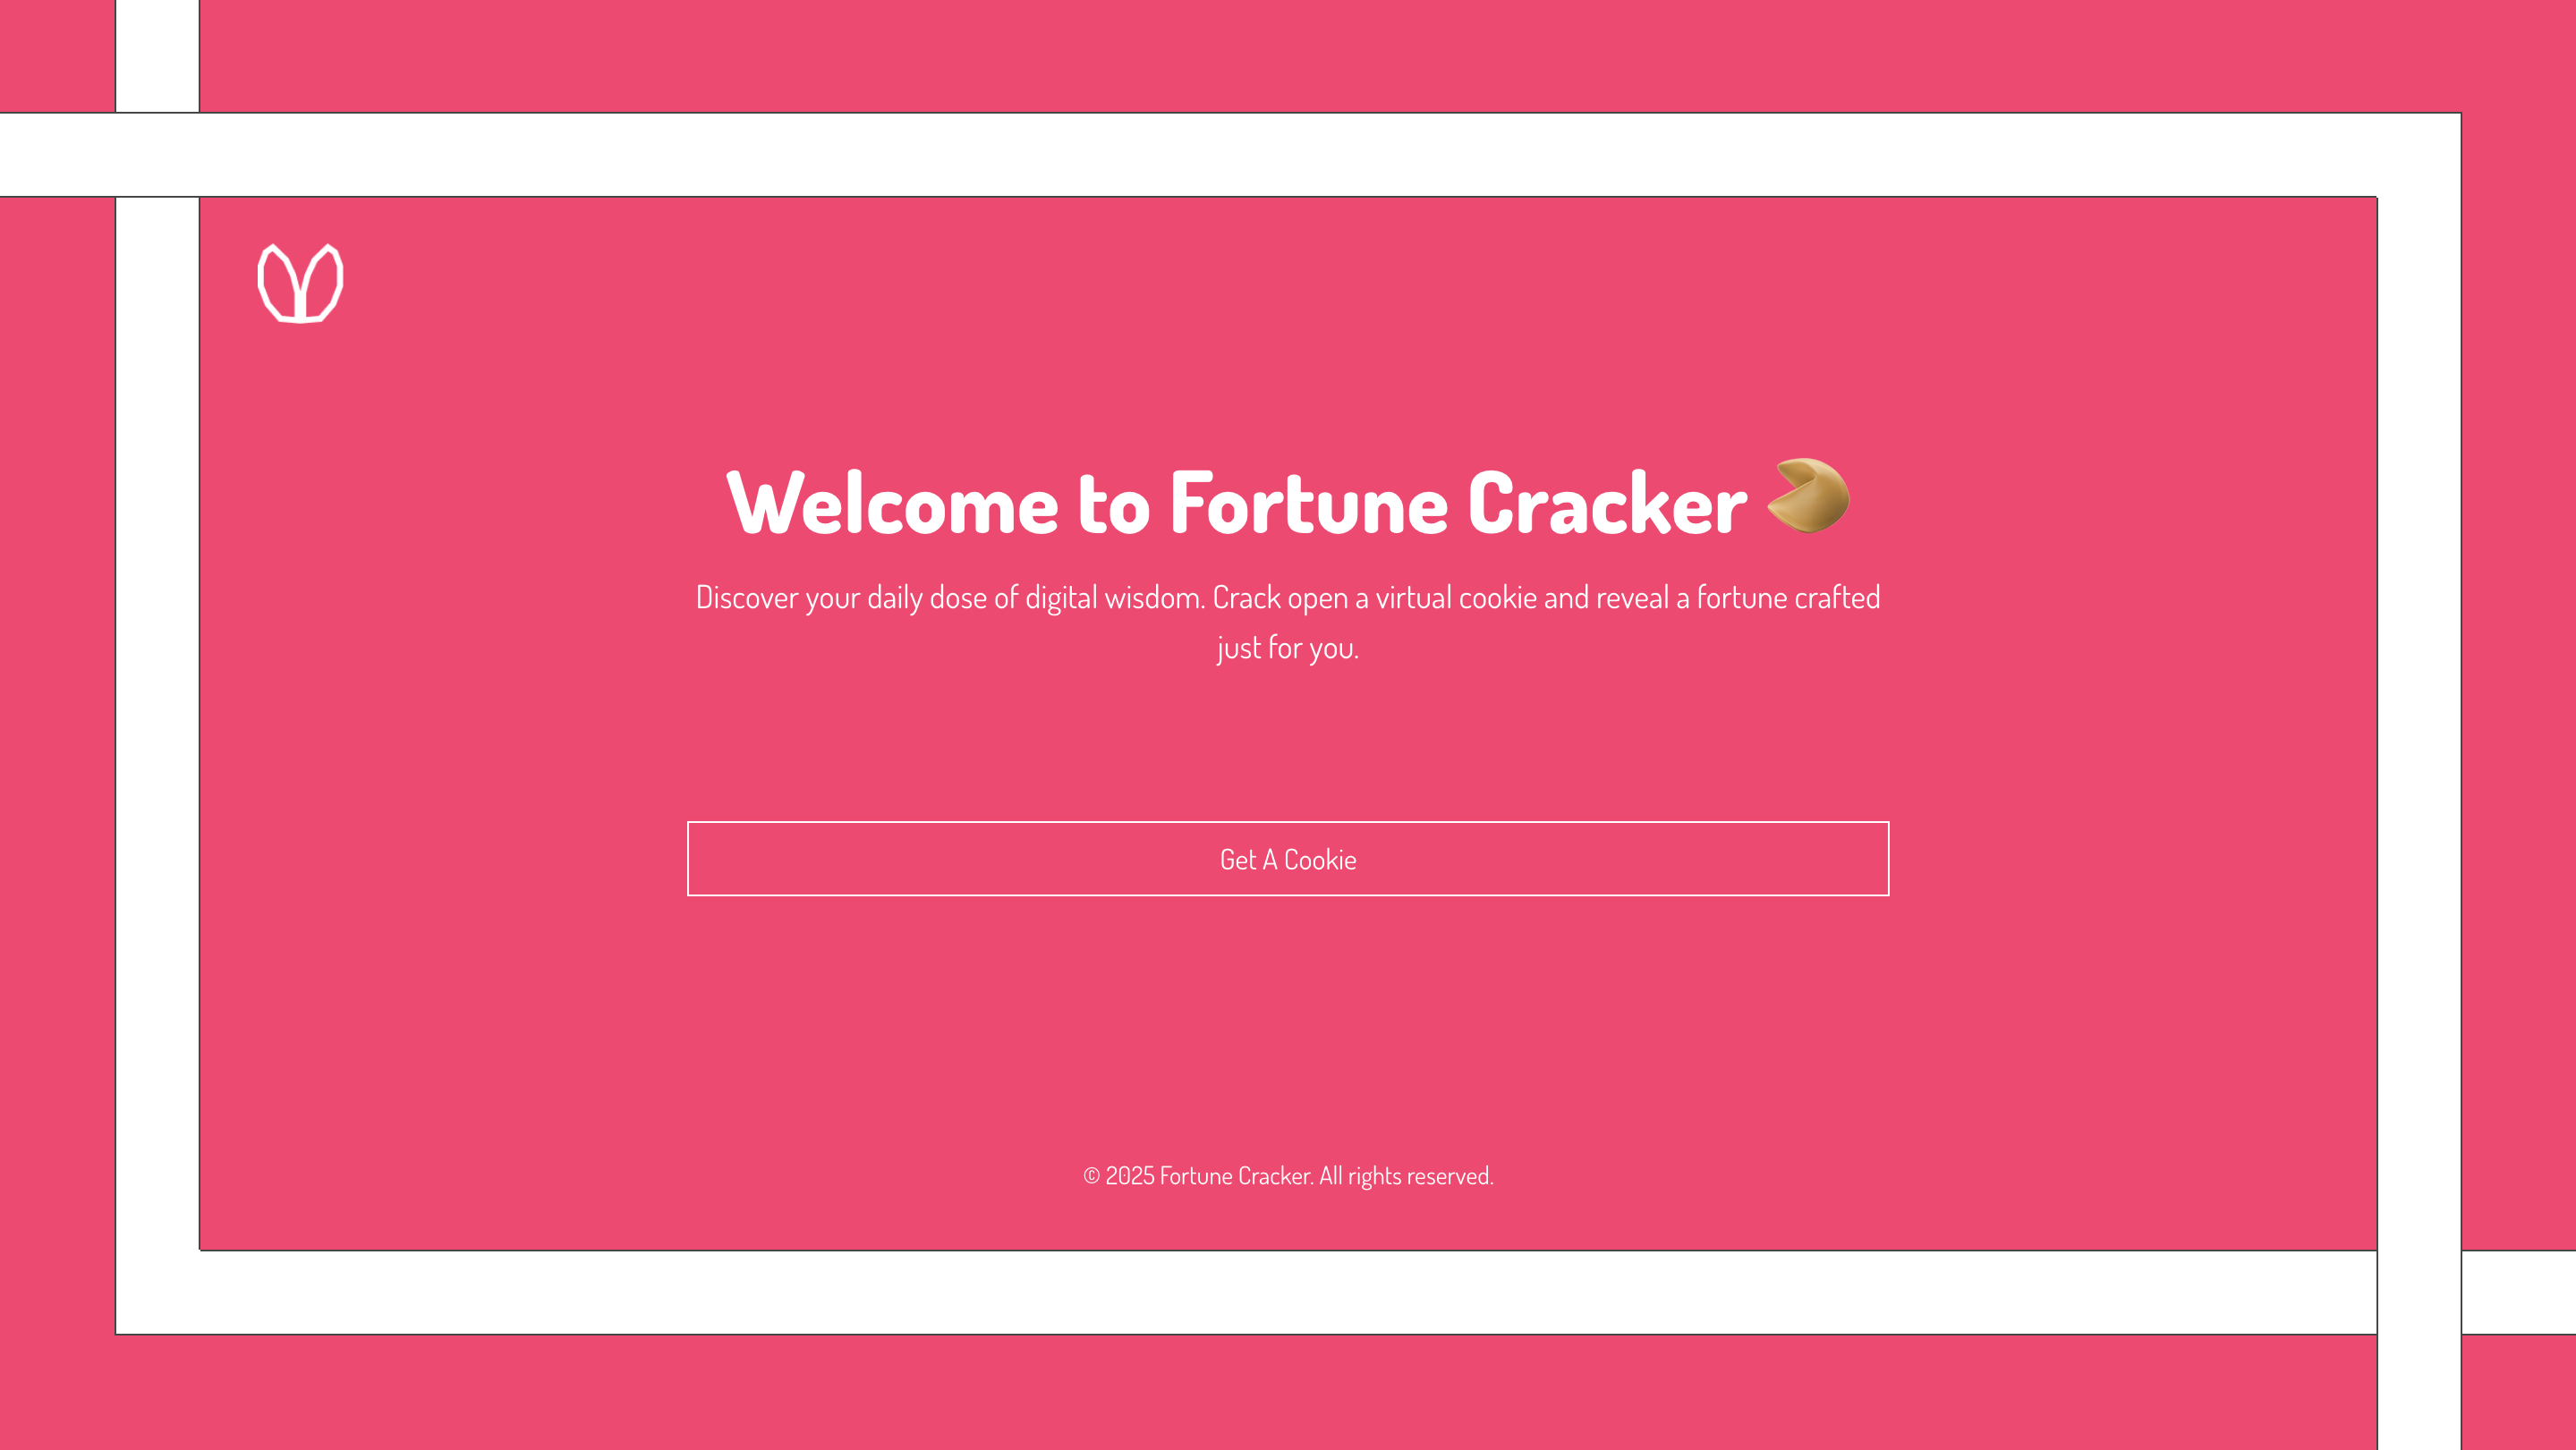 Welcome to Fortune Cracker 🥠
Discover your daily dose of digital wisdom. Crack open a virtual cookie and reveal a fortune crafted
just for you.
Get A Cookie
© 2025 Fortune Cracker. All rights reserved.